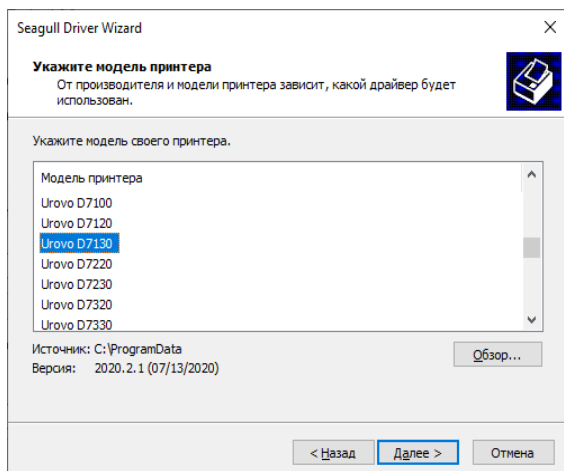 Seagull Driver Wizard
Укажите модель принтера
От производителя и модели принтера зависит, какой драйвер будет
использован.
Укажите модель своего принтера.
Модель принтера
Urovo D7100
Urovo D7120
Urovo D7130
Urovo D7220
Urovo D7230
Urovo D7320
Urovo D7330
Источник: C:\ProgramData
Версия: 2020.2.1 (07/13/2020)
Обзор...
< Назад
Далее >
Отмена